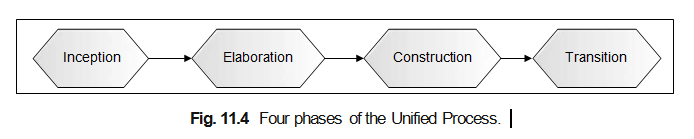 Inception Elaboration Construction Transition
Fig. 11.4 Four phases of the Unified Process.